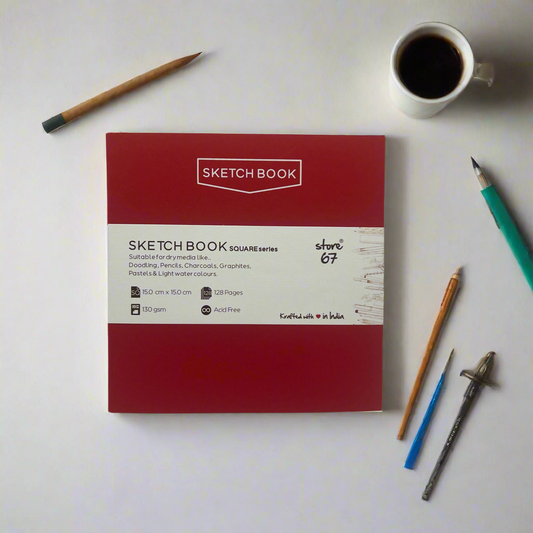 SKETCH BOOK
SKETCH BOOK SQUARE series
Suitable for dry media like..
Doodling, Pencils, Charcoals, Graphites,
Pastels & Light water colours.
store®
67
15.0 cm x 15.0 cm
128 Pages
130 gsm
Acid Free
Krafted with ♥ in India